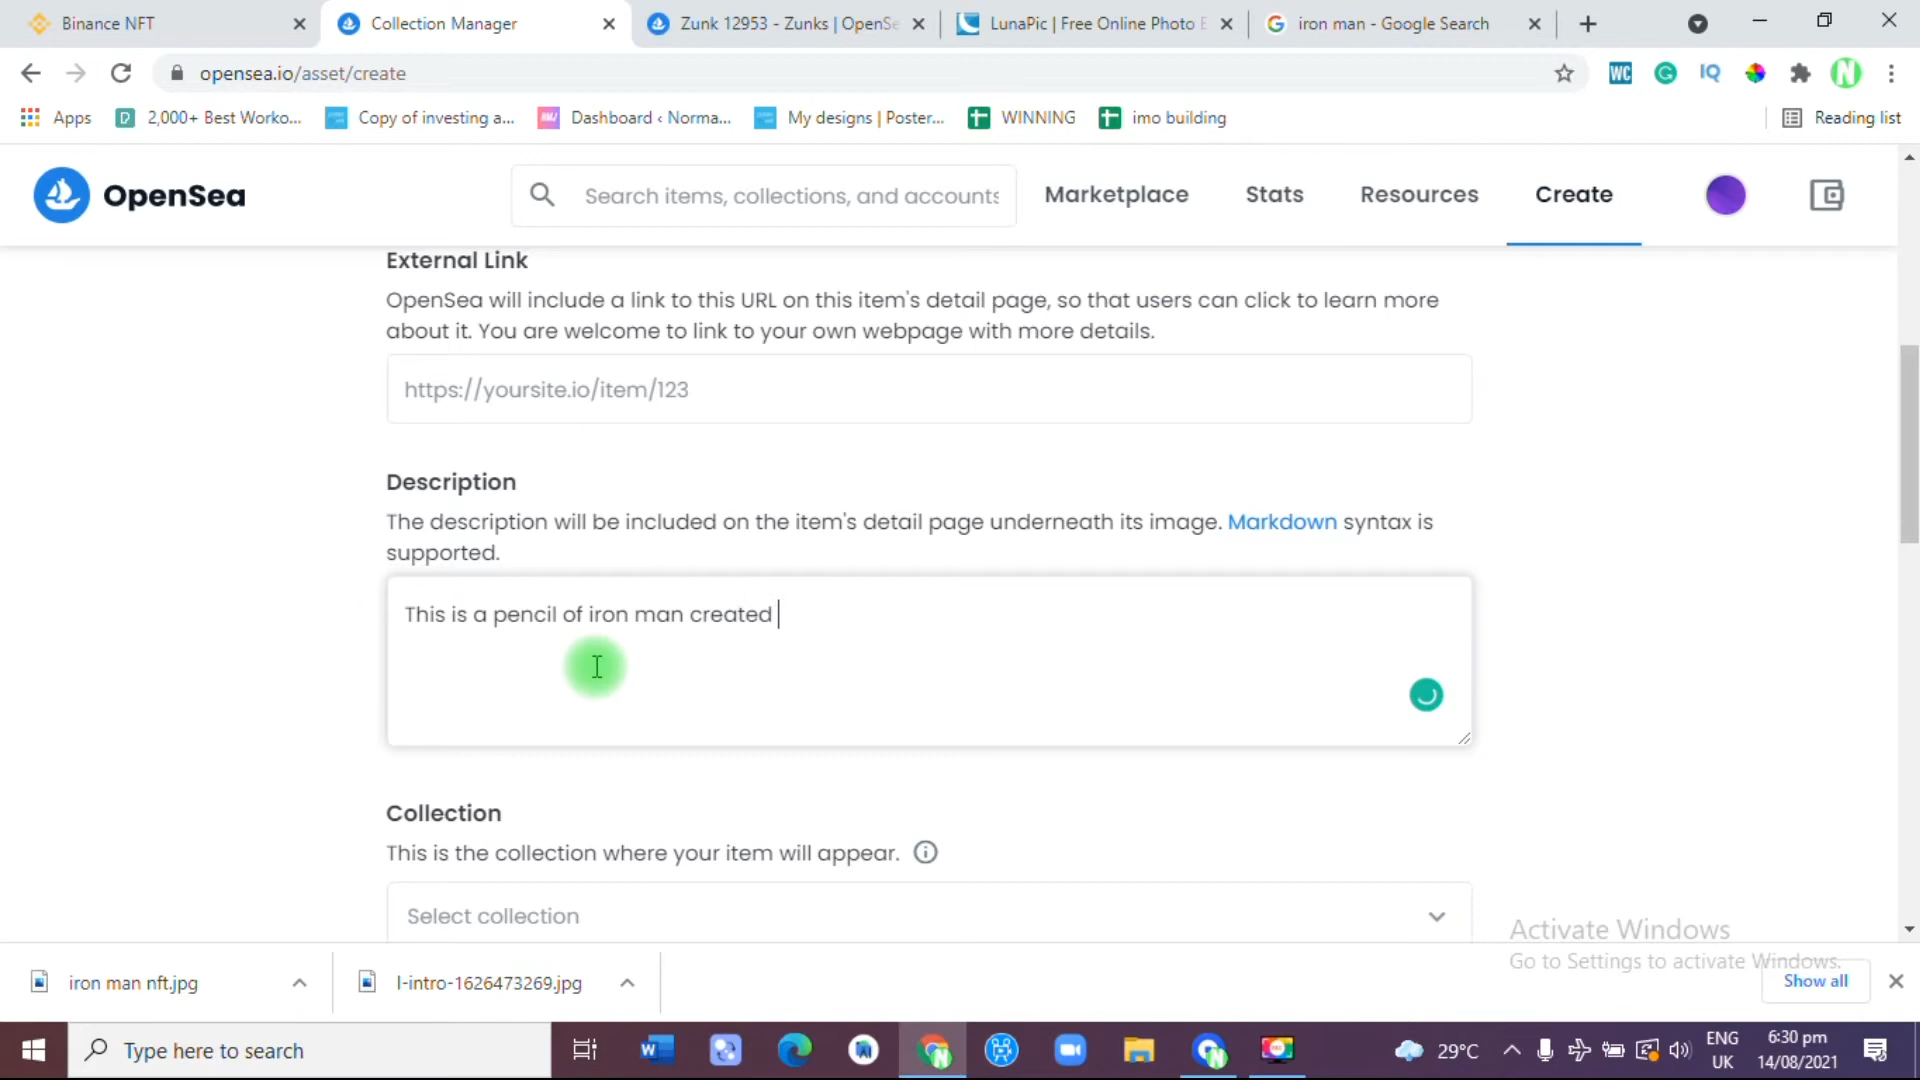 Binance NFT
Collection Manager
Zunk 12953 - Zunks | OpenSe
LunaPic | Free Online Photo E
iron man - Google Search
opensea.io/asset/create
WC
IQ
N
Apps
2,000+ Best Worko...
Copy of investing a...
Dashboard ‹ Norma...
My designs | Poster...
WINNING
imo building
Reading list
OpenSea
Search items, collections, and accounts
Marketplace
Stats
Resources
Create
External Link
OpenSea will include a link to this URL on this item's detail page, so that users can click to learn more
about it. You are welcome to link to your own webpage with more details.
https://yoursite.io/item/123
Description
The description will be included on the item's detail page underneath its image. Markdown syntax is
supported.
This is a pencil of iron man created
Collection
This is the collection where your item will appear.
Select collection
Activate Windows
Go to Settings to activate Windows.
iron man nft.jpg
l-intro-1626473269.jpg
Show all
Type here to search
29°C
ENG
UK
6:30 pm
14/08/2021